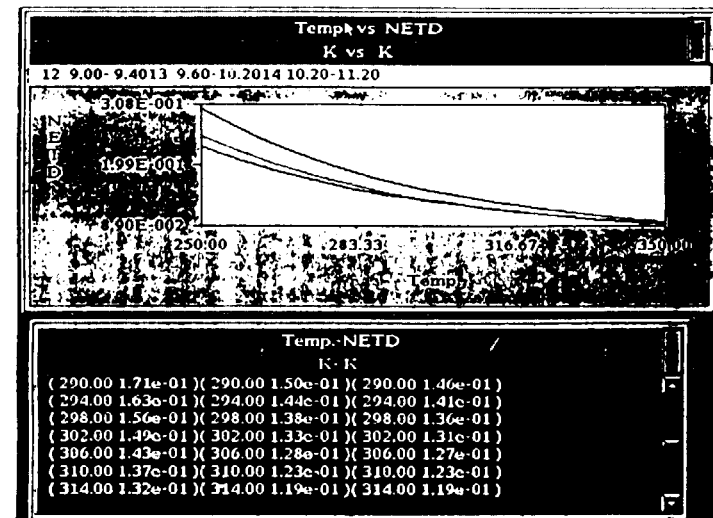 Temp. vs NETD
K vs K
12 9.00- 9.4013 9.60-10.2014 10.20-11.20
3.08E-001
NETD
1.99E-001
8.90E-002
250.00 283.33 316.67 350.00
Temp.
Temp.-NETD
K- K
( 290.00 1.71e-01 )( 290.00 1.50e-01 )( 290.00 1.46e-01 )
( 294.00 1.63e-01 )( 294.00 1.44e-01 )( 294.00 1.41e-01 )
( 298.00 1.56e-01 )( 298.00 1.38e-01 )( 298.00 1.36e-01 )
( 302.00 1.49e-01 )( 302.00 1.33e-01 )( 302.00 1.31e-01 )
( 306.00 1.43e-01 )( 306.00 1.28e-01 )( 306.00 1.27e-01 )
( 310.00 1.37e-01 )( 310.00 1.23e-01 )( 310.00 1.23e-01 )
( 314.00 1.32e-01 )( 314.00 1.19e-01 )( 314.00 1.19e-01 )